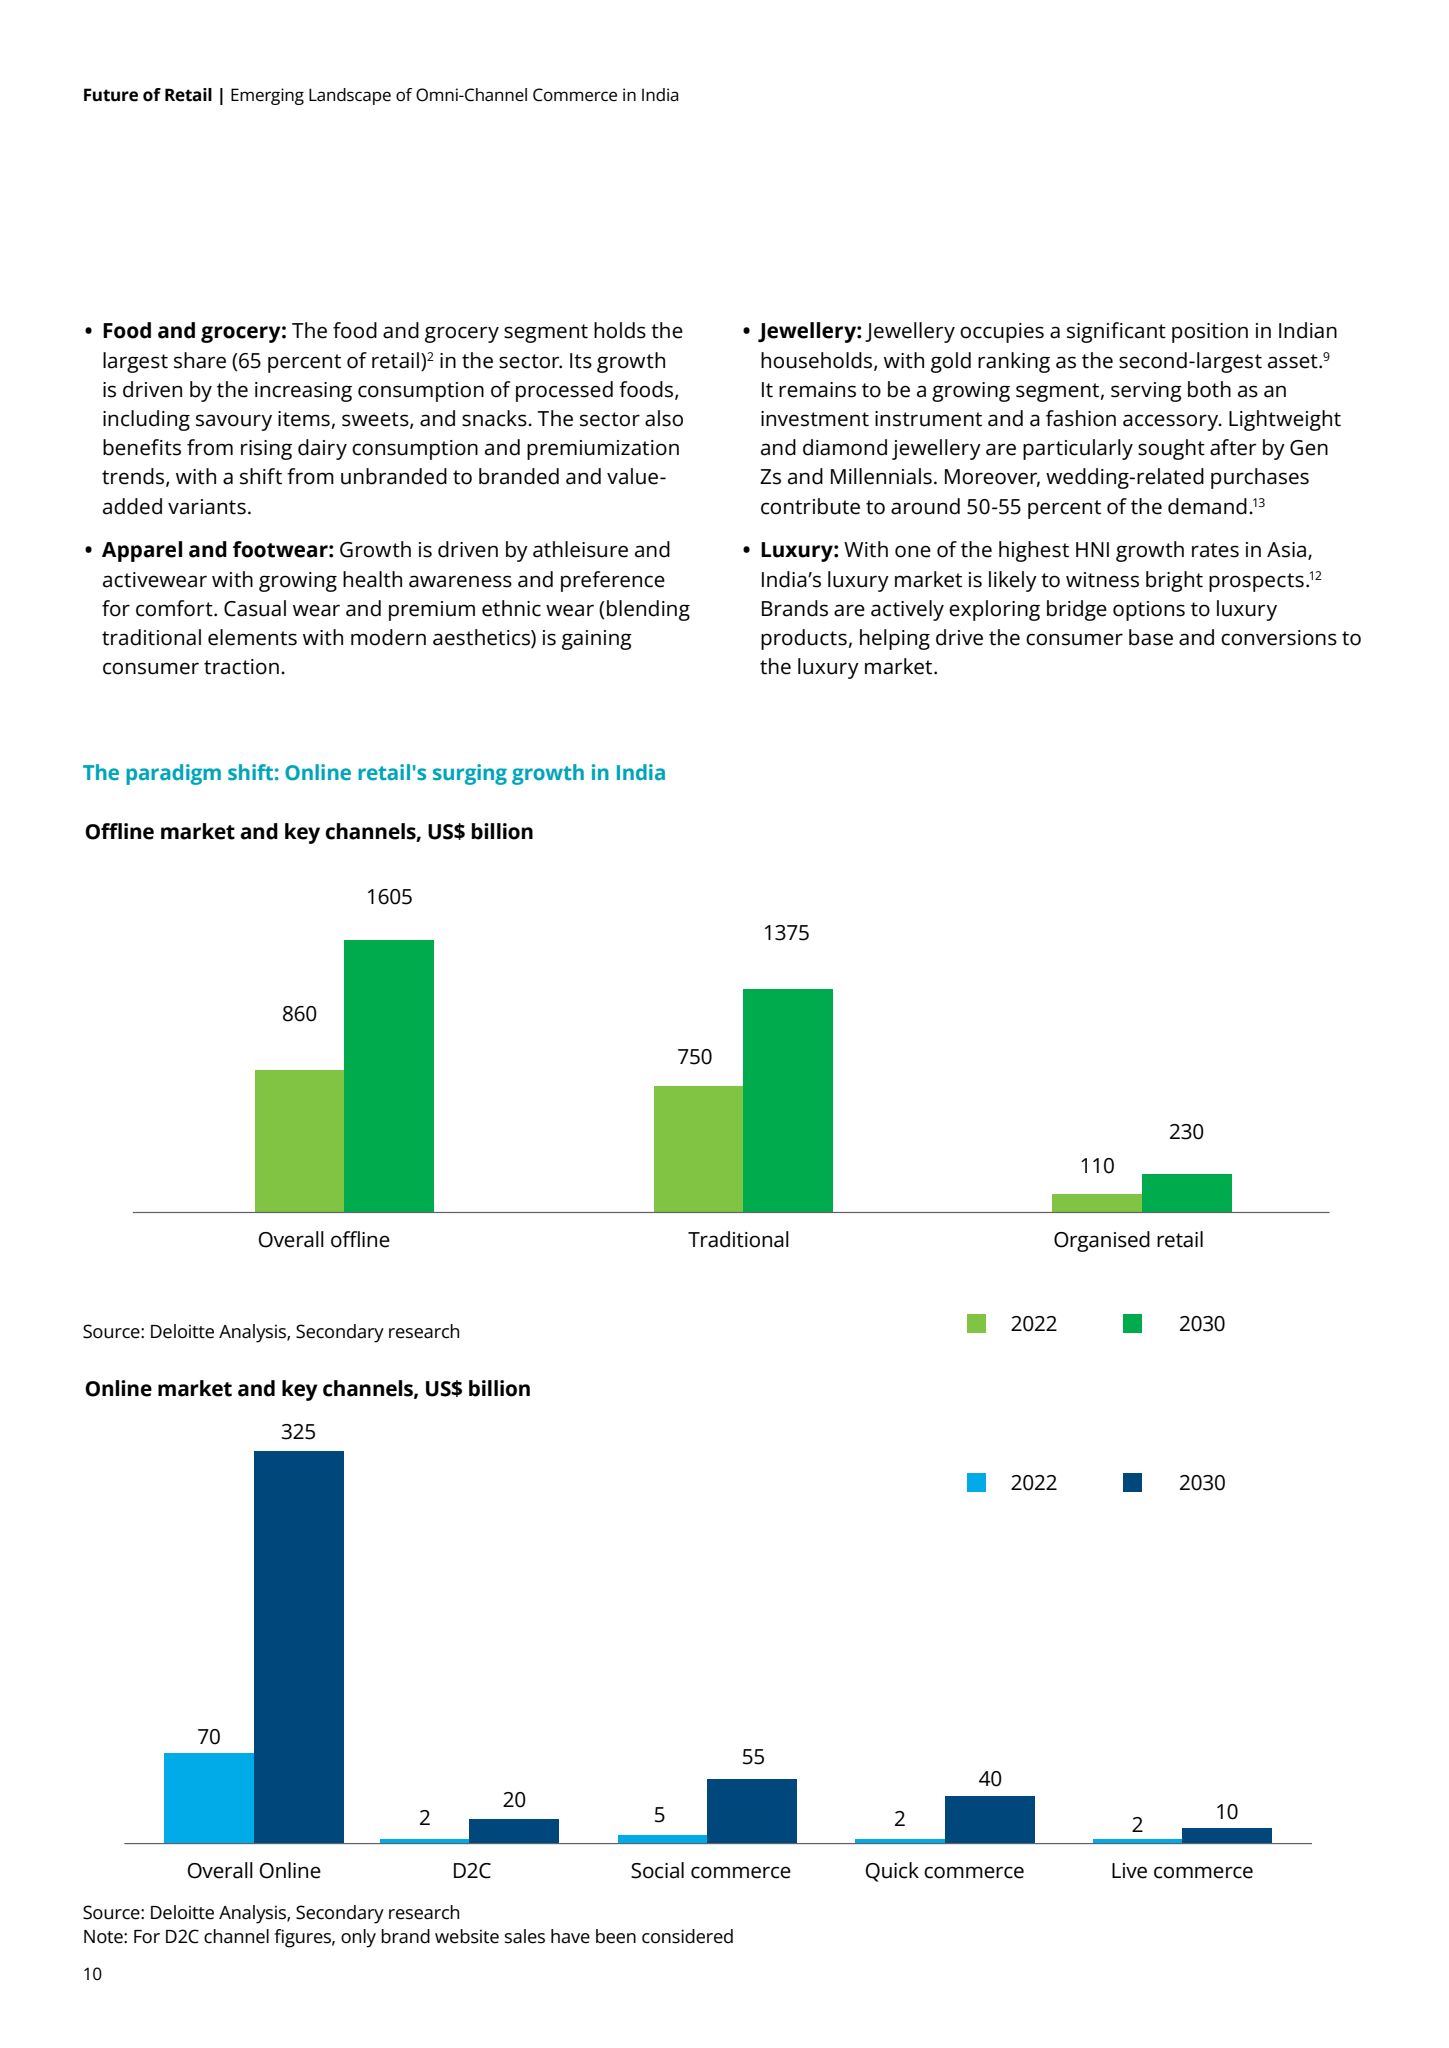 Future of Retail | Emerging Landscape of Omni-Channel Commerce in India
• Food and grocery: The food and grocery segment holds the
largest share (65 percent of retail)2 in the sector. Its growth
is driven by the increasing consumption of processed foods,
including savoury items, sweets, and snacks. The sector also
benefits from rising dairy consumption and premiumization
trends, with a shift from unbranded to branded and value-
added variants.
• Apparel and footwear: Growth is driven by athleisure and
activewear with growing health awareness and preference
for comfort. Casual wear and premium ethnic wear (blending
traditional elements with modern aesthetics) is gaining
consumer traction.
• Jewellery: Jewellery occupies a significant position in Indian
households, with gold ranking as the second-largest asset.9
It remains to be a growing segment, serving both as an
investment instrument and a fashion accessory. Lightweight
and diamond jewellery are particularly sought after by Gen
Zs and Millennials. Moreover, wedding-related purchases
contribute to around 50-55 percent of the demand.13
• Luxury: With one of the highest HNI growth rates in Asia,
India’s luxury market is likely to witness bright prospects.12
Brands are actively exploring bridge options to luxury
products, helping drive the consumer base and conversions to
the luxury market.
The paradigm shift: Online retail's surging growth in India
Offline market and key channels, US$ billion
1605
1375
860
750
230
110
Overall offline Traditional Organised retail
2022 2030
Source: Deloitte Analysis, Secondary research
Online market and key channels, US$ billion
325
2022 2030
70
55
40
20
10
2
5
2
2
Overall Online D2C Social commerce Quick commerce Live commerce
Source: Deloitte Analysis, Secondary research
Note: For D2C channel figures, only brand website sales have been considered
10